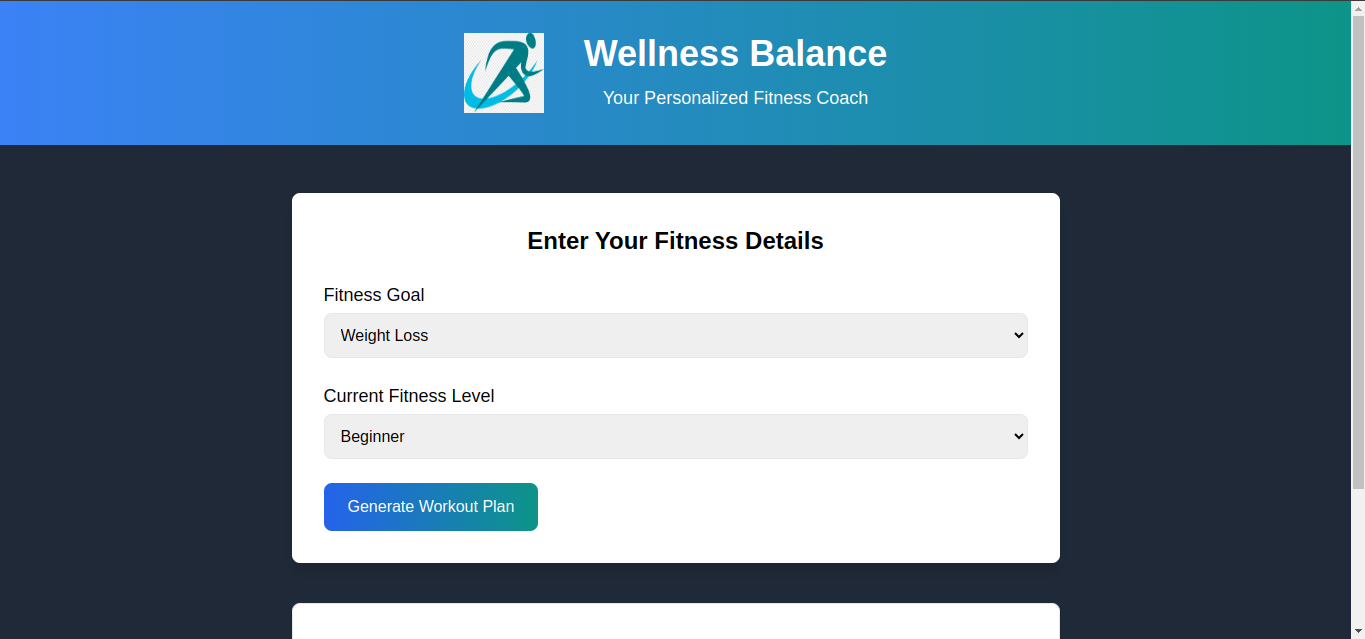 Wellness Balance
Your Personalized Fitness Coach
Enter Your Fitness Details
Fitness Goal
Weight Loss
Current Fitness Level
Beginner
Generate Workout Plan